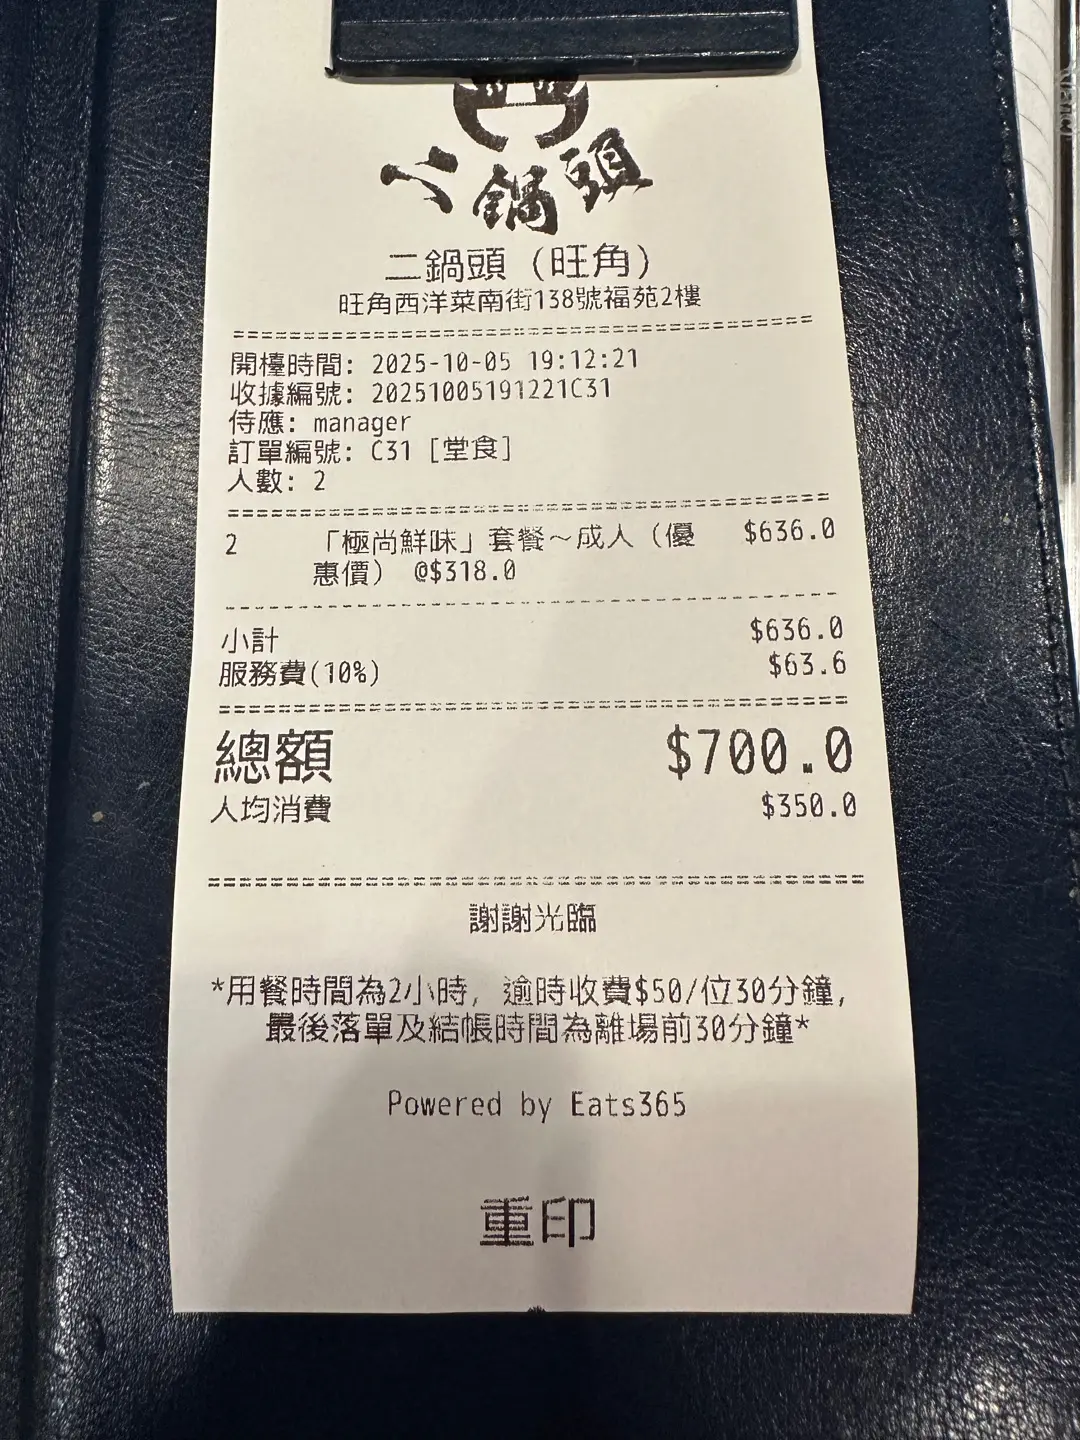 二鍋頭
二鍋頭 (旺角)
旺角西洋菜南街138號福苑2樓
開檯時間: 2025-10-05 19:12:21
收據編號: 20251005191221C31
侍應: manager
訂單編號: C31 [堂食]
人數: 2
2 「極尚鮮味」套餐～成人（優 $636.0
惠價） @$318.0
小計 $636.0
服務費(10%) $63.6
總額 $700.0
人均消費 $350.0
謝謝光臨
*用餐時間為2小時, 逾時收費$50/位30分鐘,
最後落單及結帳時間為離場前30分鐘*
Powered by Eats365
重印